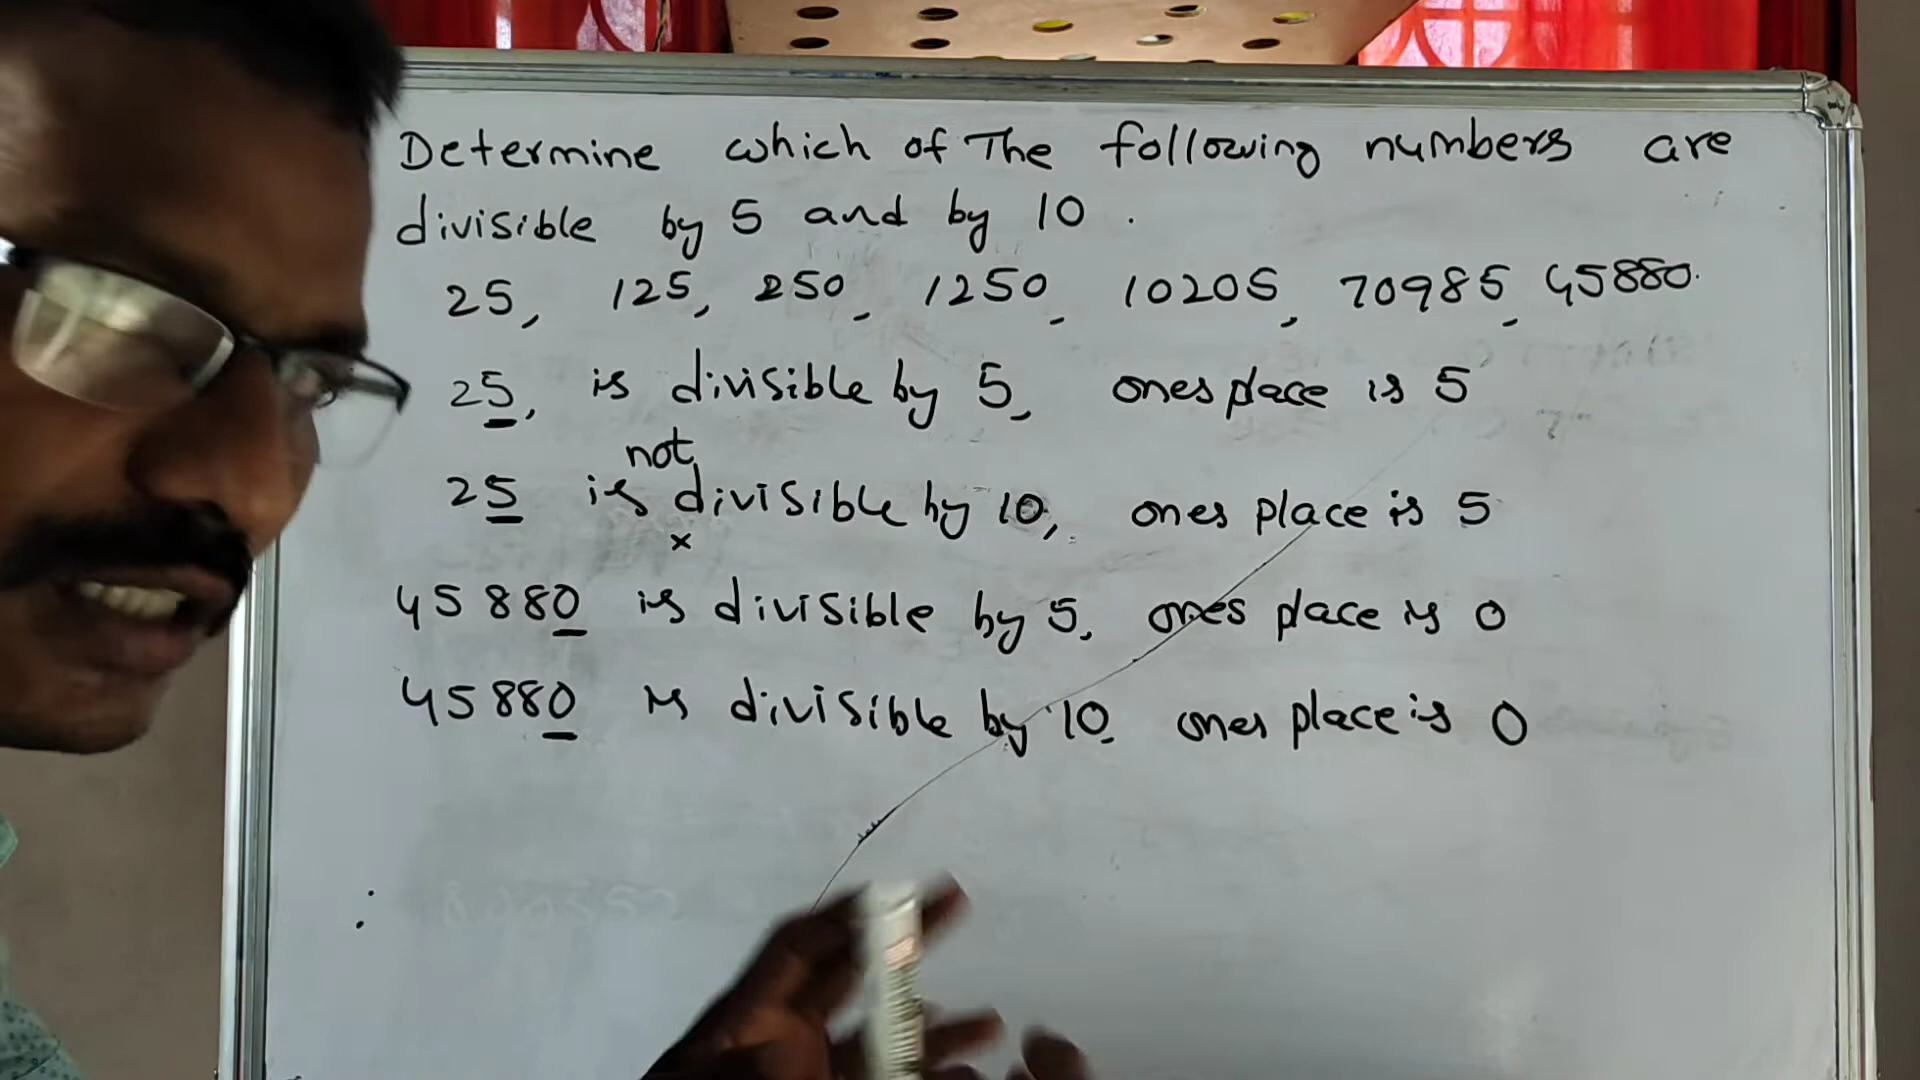 Determine which of The following numbers are
divisible by 5 and by 10.
25, 125, 250, 1250, 10205, 70985, 45880.
25, is divisible by 5, ones place is 5
not
25 is divisible by 10, ones place is 5
x
45880 is divisible by 5, ones place is 0
45880 is divisible by 10, ones place is 0